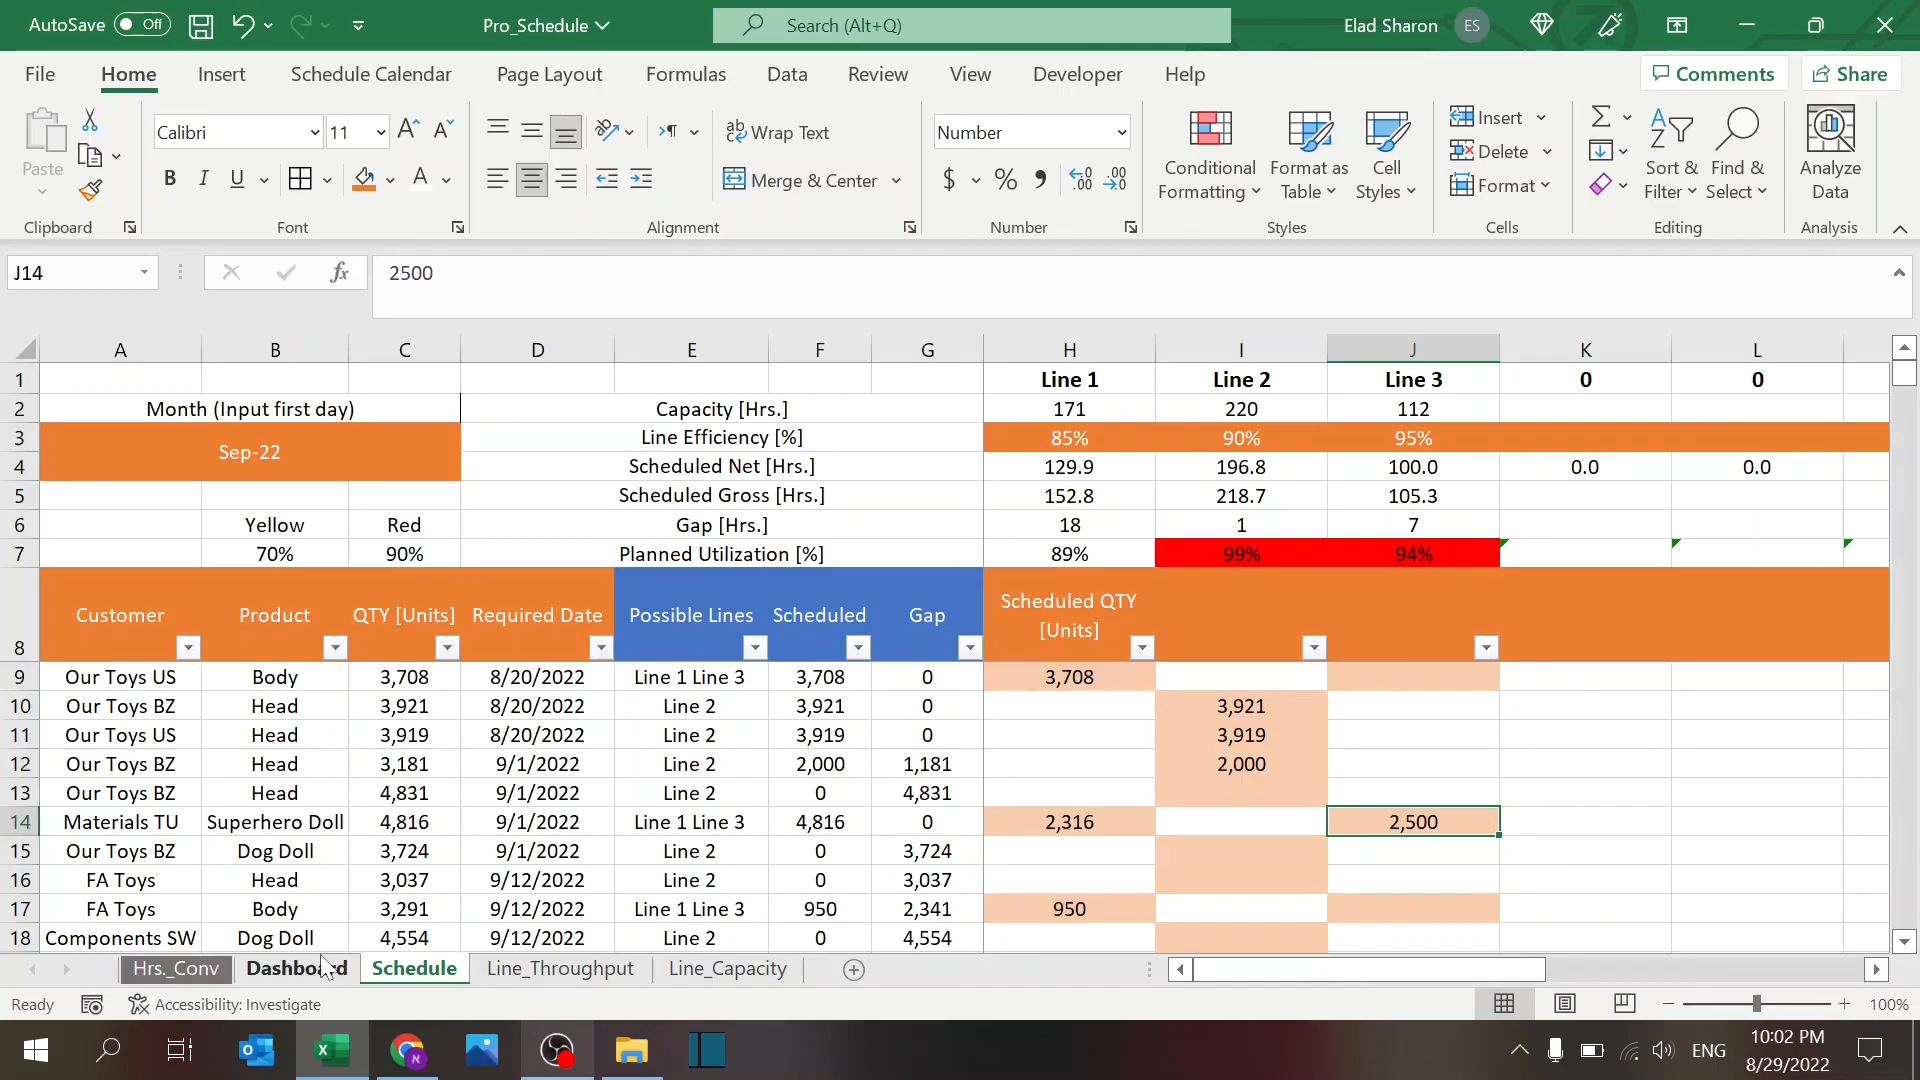 AutoSave Off Pro_Schedule Search (Alt+Q) Elad Sharon ES
File Home Insert Schedule Calendar Page Layout Formulas Data Review View Developer Help Comments Share
Calibri 11 Wrap Text Number Insert
Paste Conditional Format as Cell Delete Sort & Find & Analyze
B I U A Merge & Center $ % Formatting Table Styles Format Filter Select Data
Clipboard Font Alignment Number Styles Cells Editing Analysis
J14 fx 2500
A B C D E F G H I J K L
1 Line 1 Line 2 Line 3 0 0
2 Month (Input first day) Capacity [Hrs.] 171 220 112
3 Sep-22 Line Efficiency [%] 85% 90% 95%
4 Scheduled Net [Hrs.] 129.9 196.8 100.0 0.0 0.0
5 Scheduled Gross [Hrs.] 152.8 218.7 105.3
6 Yellow Red Gap [Hrs.] 18 1 7
7 70% 90% Planned Utilization [%] 89% 99% 94%
8 Customer Product QTY [Units] Required Date Possible Lines Scheduled Gap Scheduled QTY
[Units]
9 Our Toys US Body 3,708 8/20/2022 Line 1 Line 3 3,708 0 3,708
10 Our Toys BZ Head 3,921 8/20/2022 Line 2 3,921 0 3,921
11 Our Toys US Head 3,919 8/20/2022 Line 2 3,919 0 3,919
12 Our Toys BZ Head 3,181 9/1/2022 Line 2 2,000 1,181 2,000
13 Our Toys BZ Head 4,831 9/1/2022 Line 2 0 4,831
14 Materials TU Superhero Doll 4,816 9/1/2022 Line 1 Line 3 4,816 0 2,316 2,500
15 Our Toys BZ Dog Doll 3,724 9/1/2022 Line 2 0 3,724
16 FA Toys Head 3,037 9/12/2022 Line 2 0 3,037
17 FA Toys Body 3,291 9/12/2022 Line 1 Line 3 950 2,341 950
18 Components SW Dog Doll 4,554 9/12/2022 Line 2 0 4,554
Hrs._Conv Dashboard Schedule Line_Throughput Line_Capacity
Ready Accessibility: Investigate 100%
ENG 10:02 PM
8/29/2022